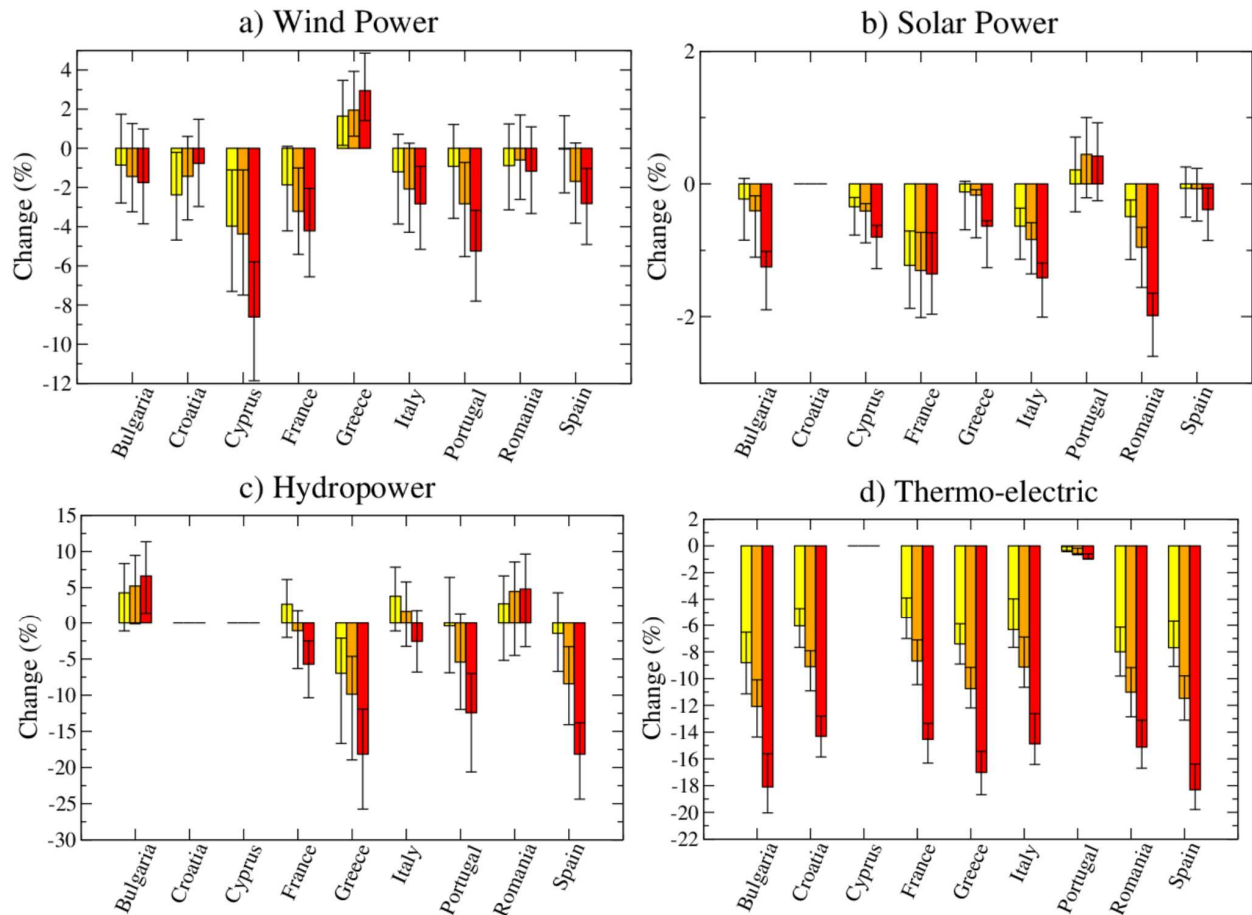 a) Wind Power
Change (%)
4
2
0
-2
-4
-6
-8
-10
-12
Bulgaria
Croatia
Cyprus
France
Greece
Italy
Portugal
Romania
Spain
b) Solar Power
Change (%)
2
0
-2
Bulgaria
Croatia
Cyprus
France
Greece
Italy
Portugal
Romania
Spain
c) Hydropower
Change (%)
15
10
5
0
-5
-10
-15
-20
-25
-30
Bulgaria
Croatia
Cyprus
France
Greece
Italy
Portugal
Romania
Spain
d) Thermo-electric
Change (%)
2
0
-2
-4
-6
-8
-10
-12
-14
-16
-18
-20
-22
Bulgaria
Croatia
Cyprus
France
Greece
Italy
Portugal
Romania
Spain